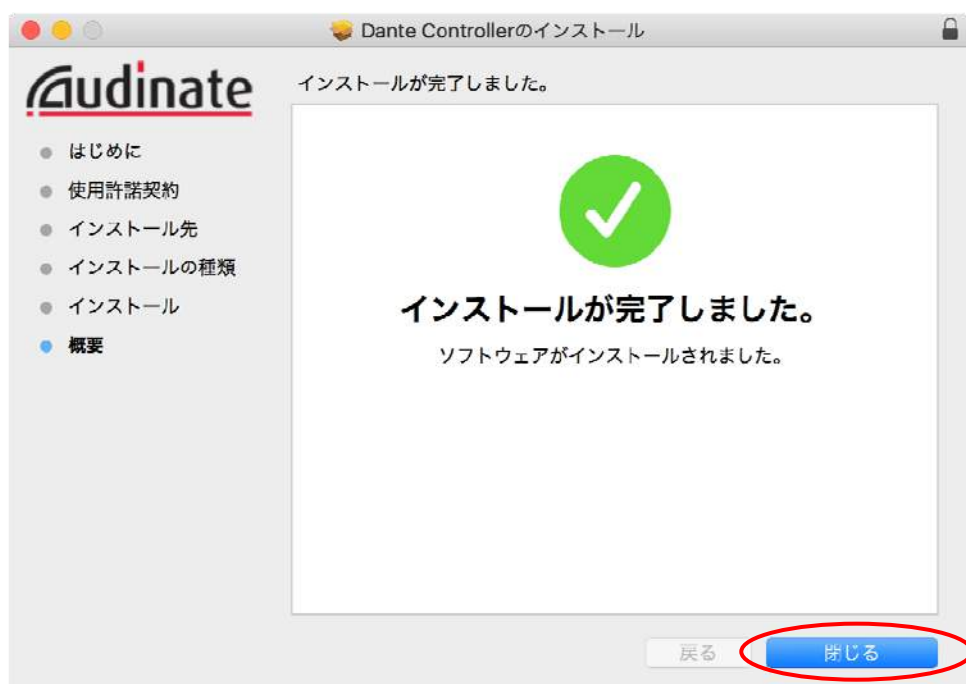 Dante Controllerのインストール
Audinate
インストールが完了しました。
はじめに
使用許諾契約
インストール先
インストールの種類
インストール
概要
インストールが完了しました。
ソフトウェアがインストールされました。
戻る
閉じる